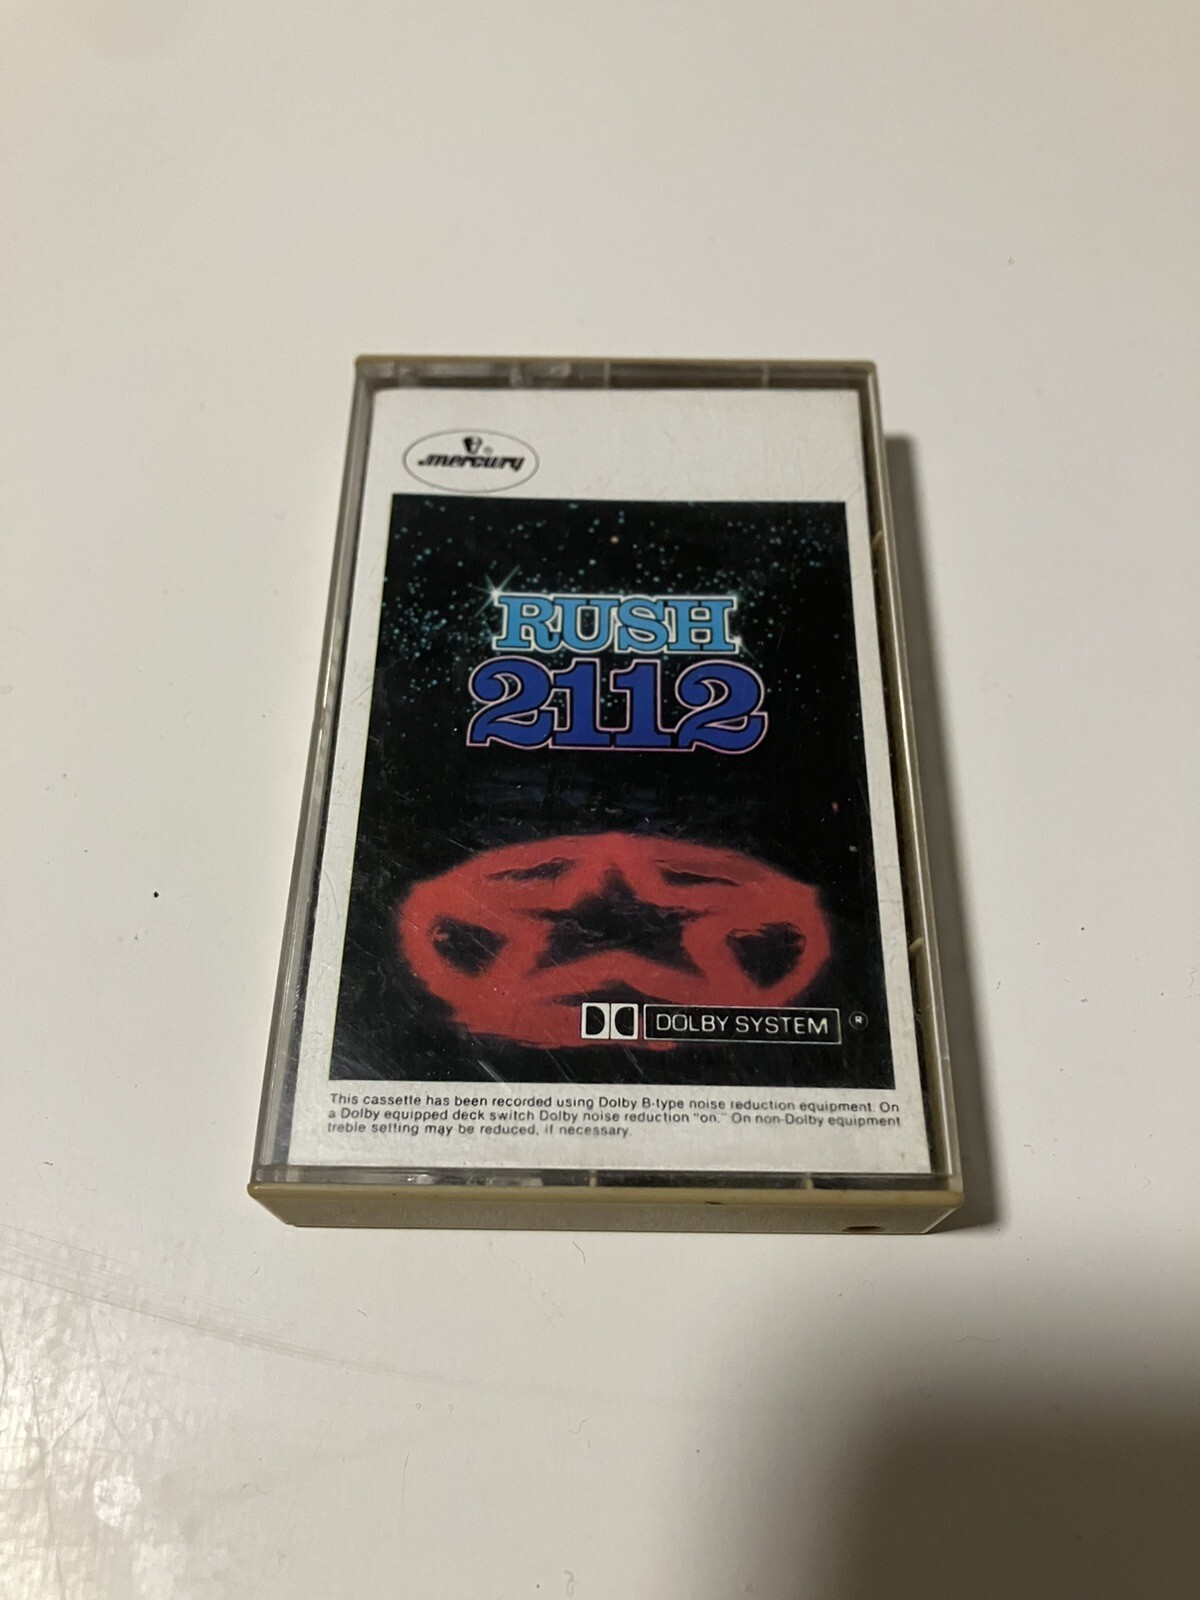 mercury
RUSH
2112
DOLBY SYSTEM ®
This cassette has been recorded using Dolby B-type noise reduction equipment. On
a Dolby equipped deck switch Dolby noise reduction "on." On non-Dolby equipment
treble setting may be reduced, if necessary.